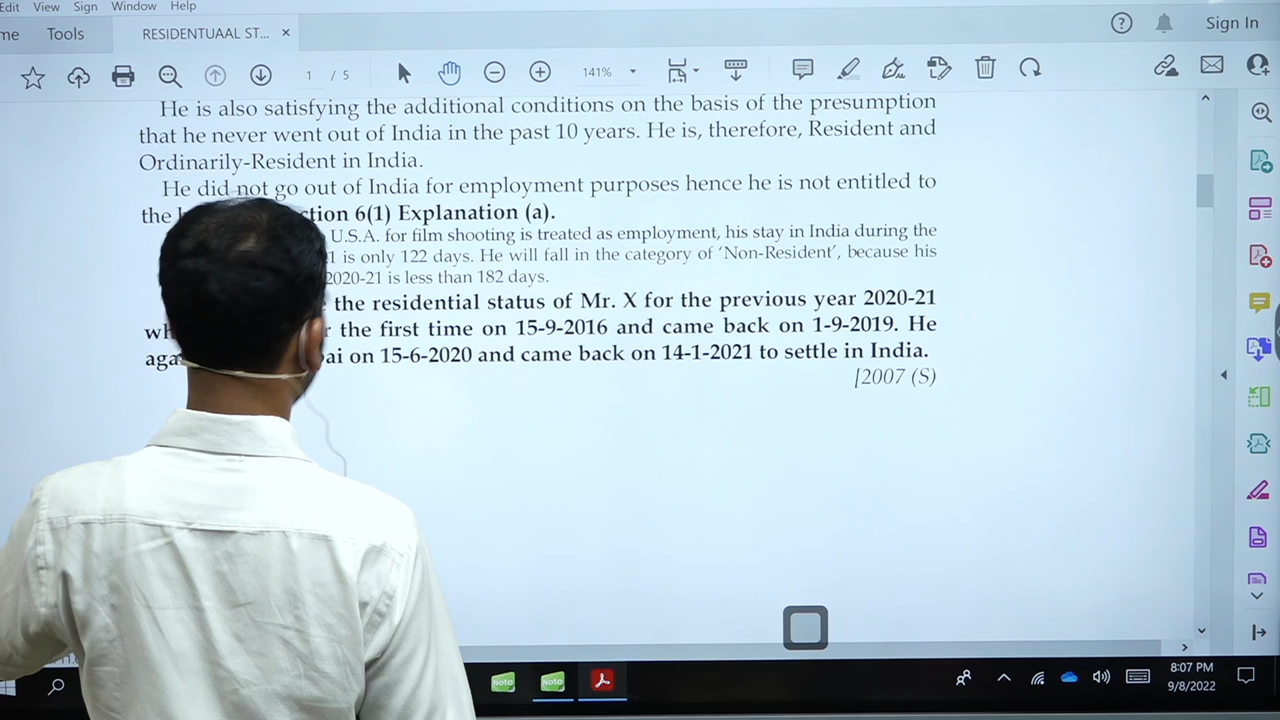 Edit View Sign Window Help
me Tools RESIDENTUAAL ST... × Sign In
1 / 5 141%
He is also satisfying the additional conditions on the basis of the presumption
that he never went out of India in the past 10 years. He is, therefore, Resident and
Ordinarily-Resident in India.
He did not go out of India for employment purposes hence he is not entitled to
the ction 6(1) Explanation (a).
U.S.A. for film shooting is treated as employment, his stay in India during the
1 is only 122 days. He will fall in the category of 'Non-Resident', because his
2020-21 is less than 182 days.
the residential status of Mr. X for the previous year 2020-21
wh r the first time on 15-9-2016 and came back on 1-9-2019. He
aga ai on 15-6-2020 and came back on 14-1-2021 to settle in India.
[2007 (S)
Note Note
8:07 PM
9/8/2022